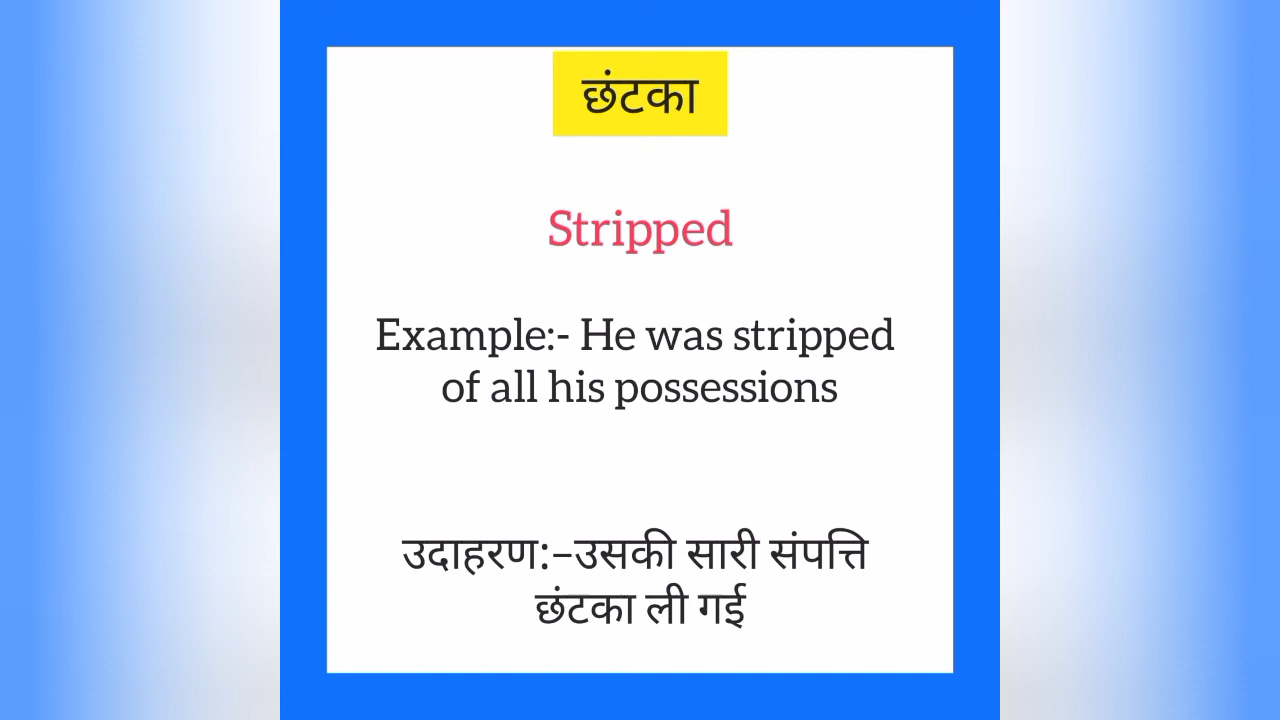 छंटका
Stripped
Example:- He was stripped
of all his possessions
उदाहरण:–उसकी सारी संपत्ति
छंटका ली गई